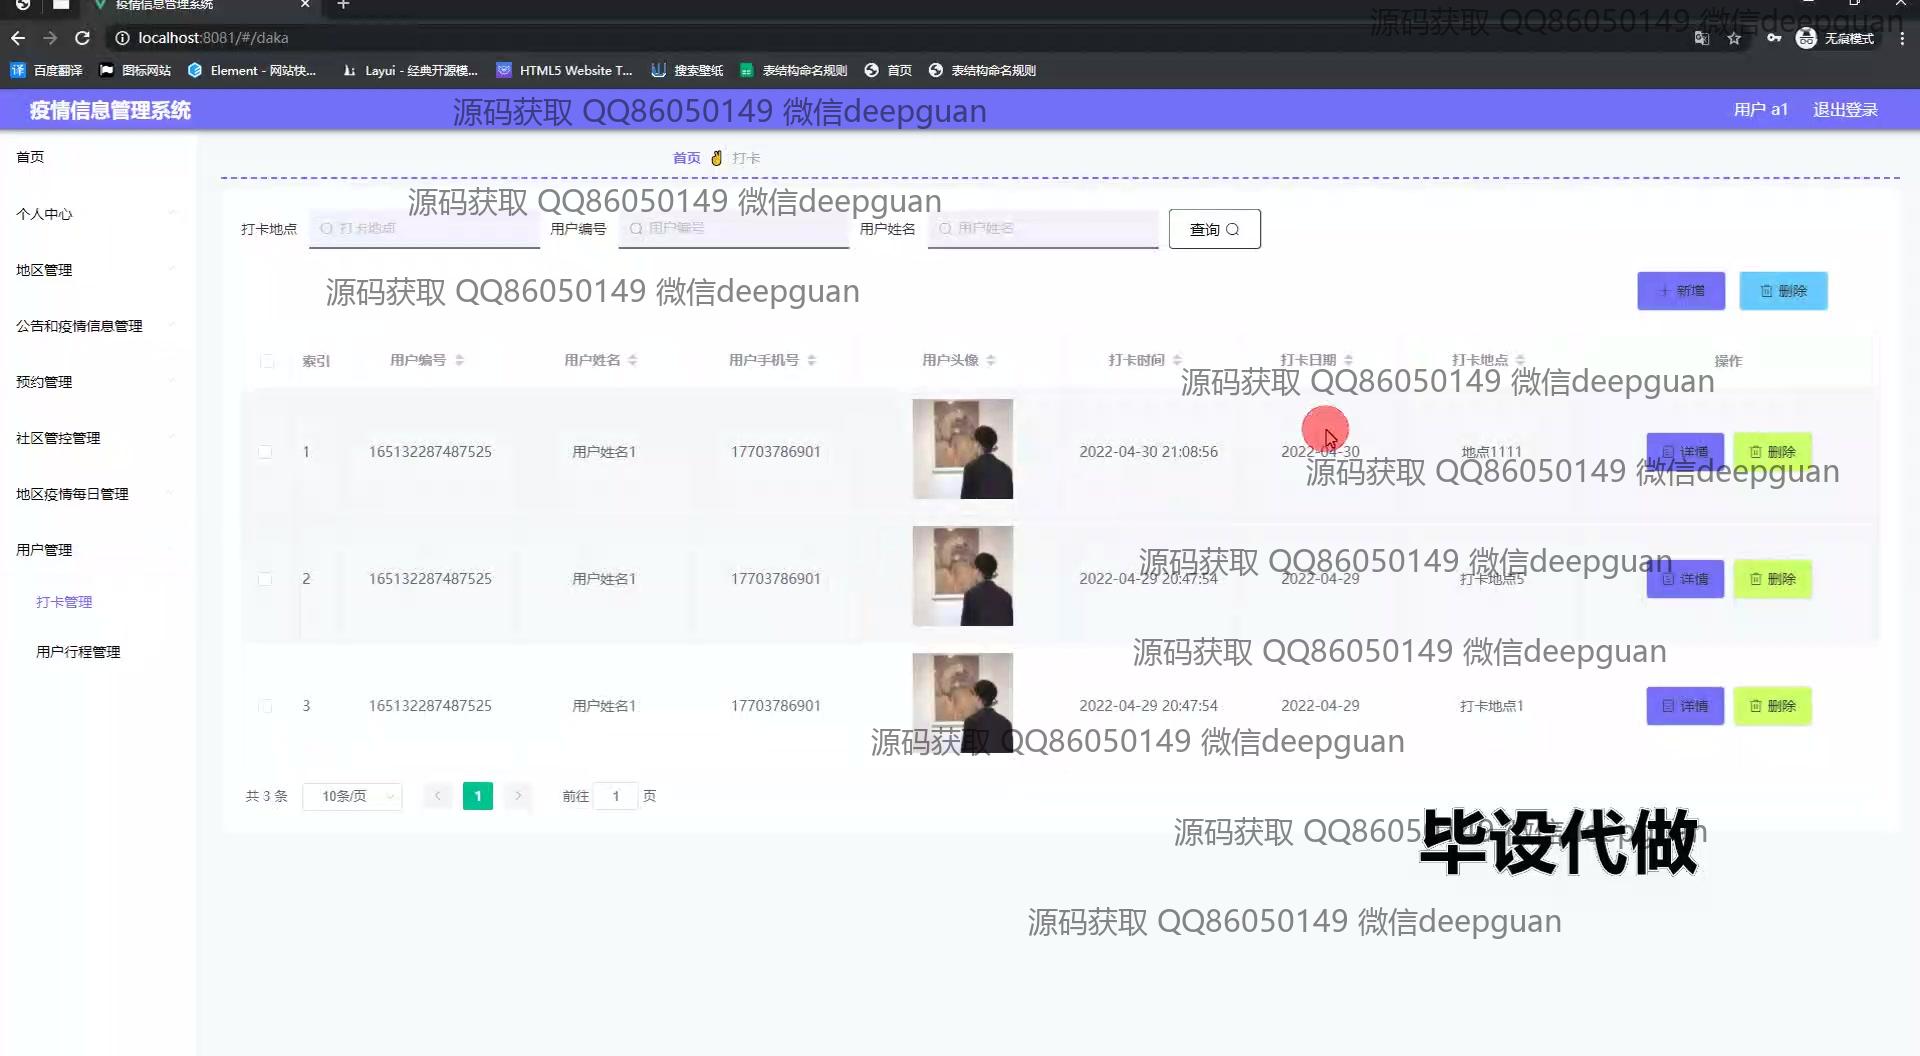 疫情信息管理系统
源码获取 QQ86050149 微信deepguan
localhost:8081/#/daka
无痕模式
百度翻译 图标网站 Element - 网站快... Layui - 经典开源模... HTML5 Website T... 搜索壁纸 表结构命名规则 首页 表结构命名规则
疫情信息管理系统
源码获取 QQ86050149 微信deepguan
用户 a1 退出登录
首页
个人中心
地区管理
公告和疫情信息管理
预约管理
社区管控管理
地区疫情每日管理
用户管理
打卡管理
用户行程管理
首页 打卡
源码获取 QQ86050149 微信deepguan
打卡地点 打卡地点 用户编号 用户编号 用户姓名 用户姓名 查询
源码获取 QQ86050149 微信deepguan
新增 删除
索引 用户编号 用户姓名 用户手机号 用户头像 打卡时间 打卡日期 打卡地点 操作
源码获取 QQ86050149 微信deepguan
1 165132287487525 用户姓名1 17703786901 2022-04-30 21:08:56 2022-04-30 地点1111 详情 删除
源码获取 QQ86050149 微信deepguan
源码获取 QQ86050149 微信deepguan
2 165132287487525 用户姓名1 17703786901 2022-04-29 20:47:54 2022-04-29 打卡地点5 详情 删除
源码获取 QQ86050149 微信deepguan
3 165132287487525 用户姓名1 17703786901 2022-04-29 20:47:54 2022-04-29 打卡地点1 详情 删除
源码获取 QQ86050149 微信deepguan
共 3 条 10条/页 1 前往 1 页
源码获取 QQ86050149 微信deepguan
毕设代做
源码获取 QQ86050149 微信deepguan